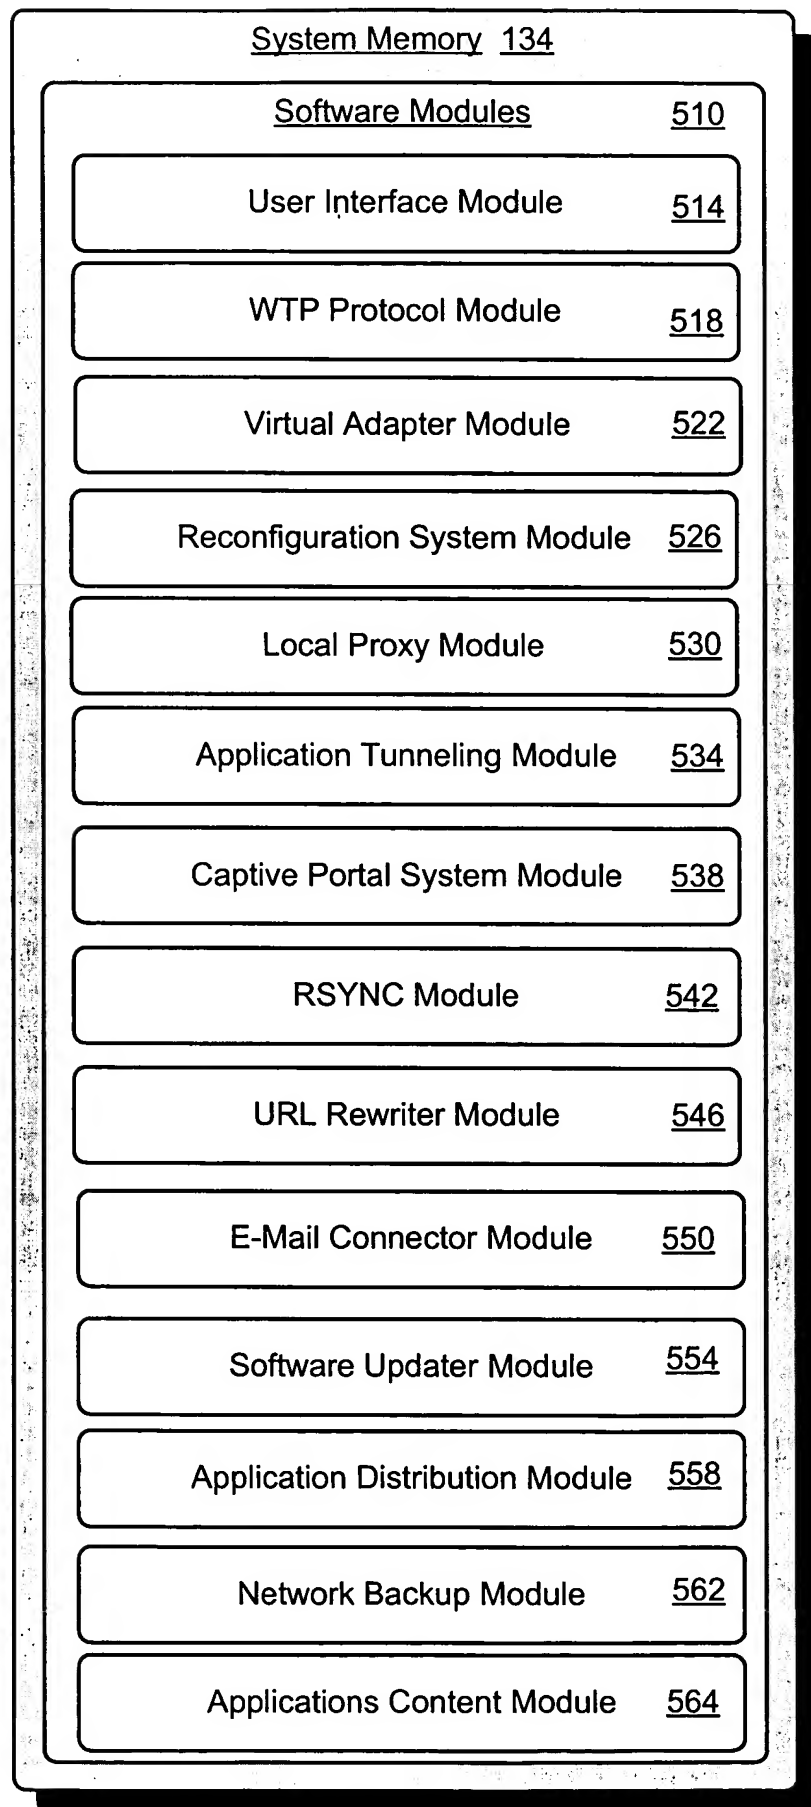 System Memory 134
Software Modules 510
User Interface Module 514
WTP Protocol Module 518
Virtual Adapter Module 522
Reconfiguration System Module 526
Local Proxy Module 530
Application Tunneling Module 534
Captive Portal System Module 538
RSYNC Module 542
URL Rewriter Module 546
E-Mail Connector Module 550
Software Updater Module 554
Application Distribution Module 558
Network Backup Module 562
Applications Content Module 564